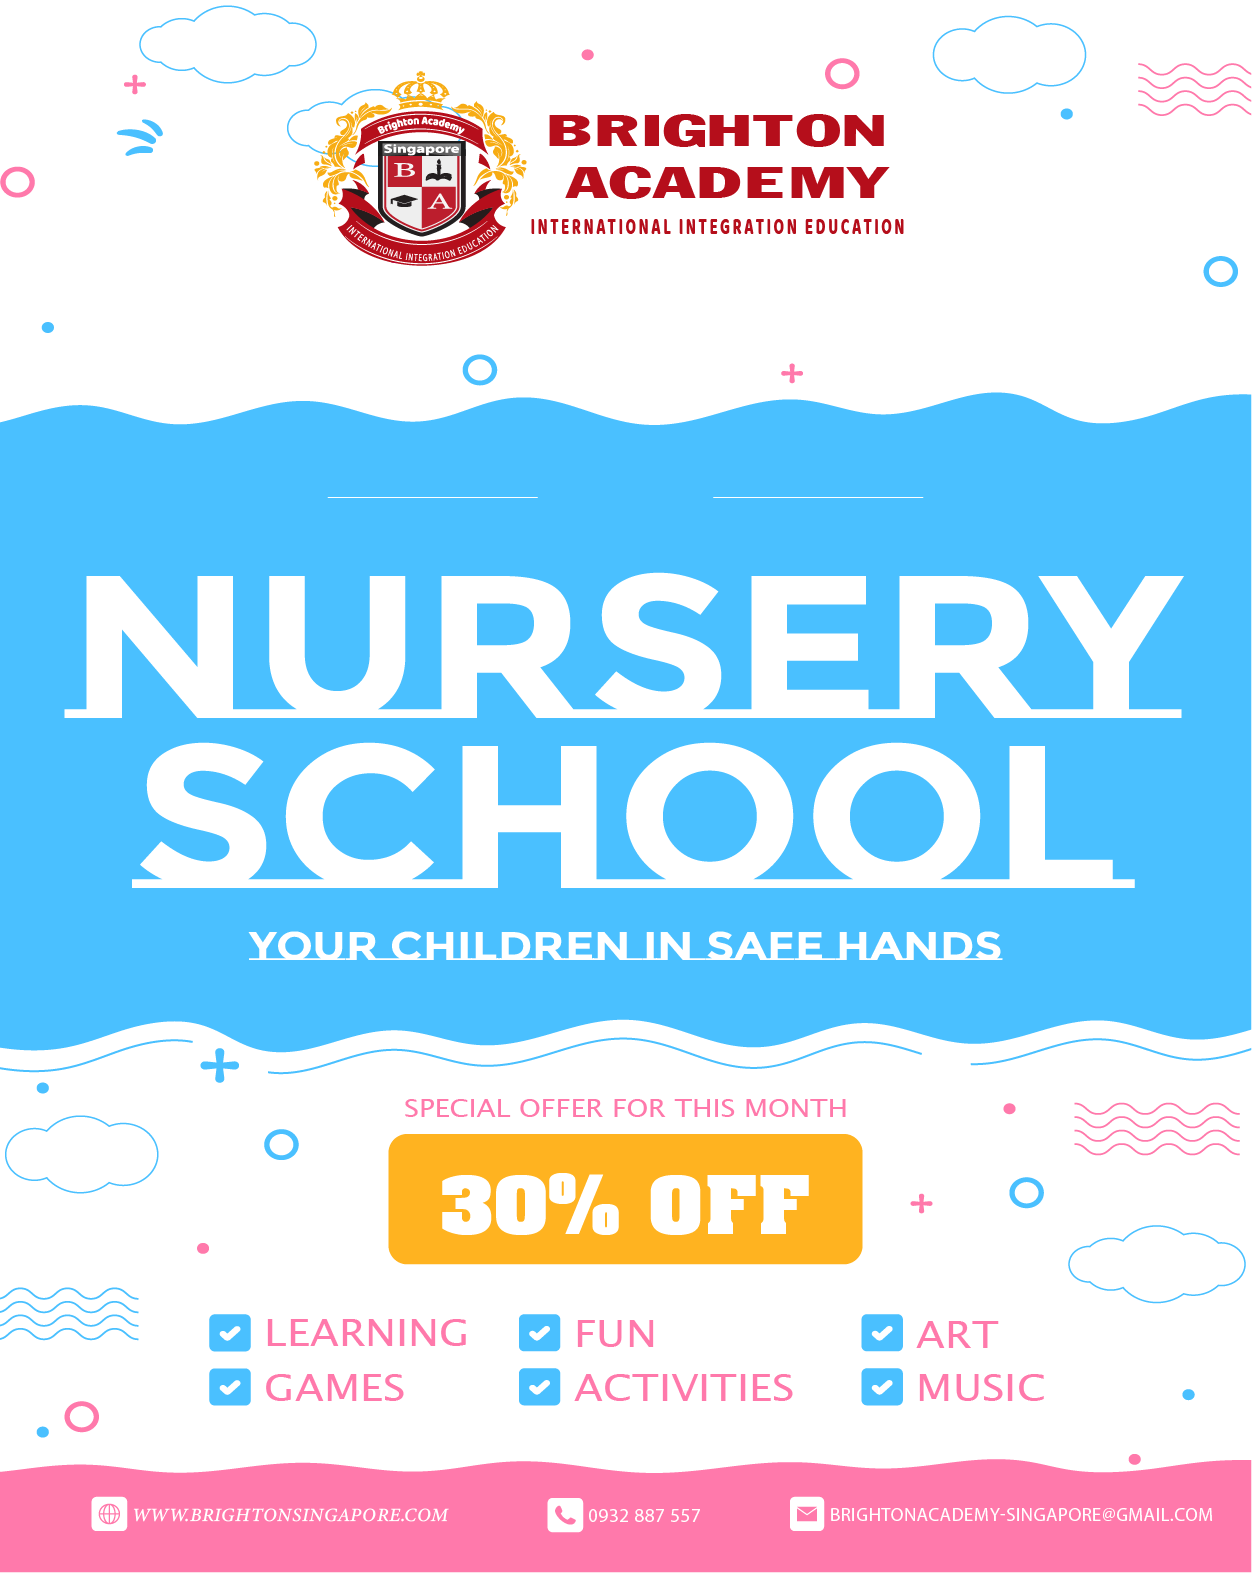 Brighton Academy
Singapore
B
A
INTERNATIONAL INTEGRATION EDUCATION
BRIGHTON
ACADEMY
INTERNATIONAL INTEGRATION EDUCATION
NURSERY
SCHOOL
YOUR CHILDREN IN SAFE HANDS
SPECIAL OFFER FOR THIS MONTH
30% OFF
LEARNING
FUN
ART
GAMES
ACTIVITIES
MUSIC
WWW.BRIGHTONSINGAPORE.COM
0932 887 557
BRIGHTONACADEMY-SINGAPORE@GMAIL.COM